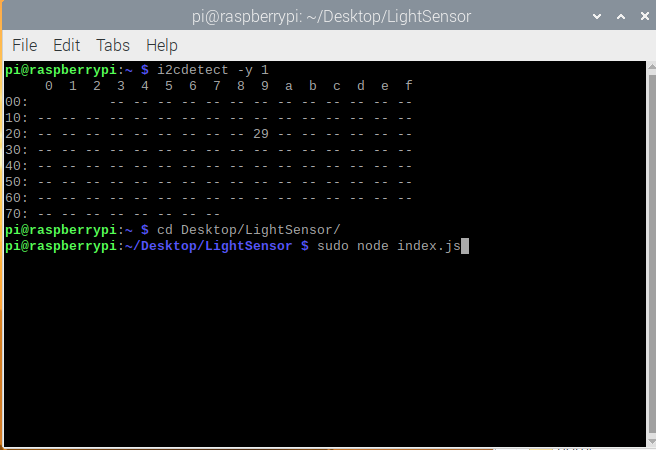 pi@raspberrypi: ~/Desktop/LightSensor
File Edit Tabs Help
pi@raspberrypi:~ $ i2cdetect -y 1
     0  1  2  3  4  5  6  7  8  9  a  b  c  d  e  f
00:          -- -- -- -- -- -- -- -- -- -- -- -- --
10: -- -- -- -- -- -- -- -- -- -- -- -- -- -- -- --
20: -- -- -- -- -- -- -- -- -- 29 -- -- -- -- -- --
30: -- -- -- -- -- -- -- -- -- -- -- -- -- -- -- --
40: -- -- -- -- -- -- -- -- -- -- -- -- -- -- -- --
50: -- -- -- -- -- -- -- -- -- -- -- -- -- -- -- --
60: -- -- -- -- -- -- -- -- -- -- -- -- -- -- -- --
70: -- -- -- -- -- -- -- --
pi@raspberrypi:~ $ cd Desktop/LightSensor/
pi@raspberrypi:~/Desktop/LightSensor $ sudo node index.js